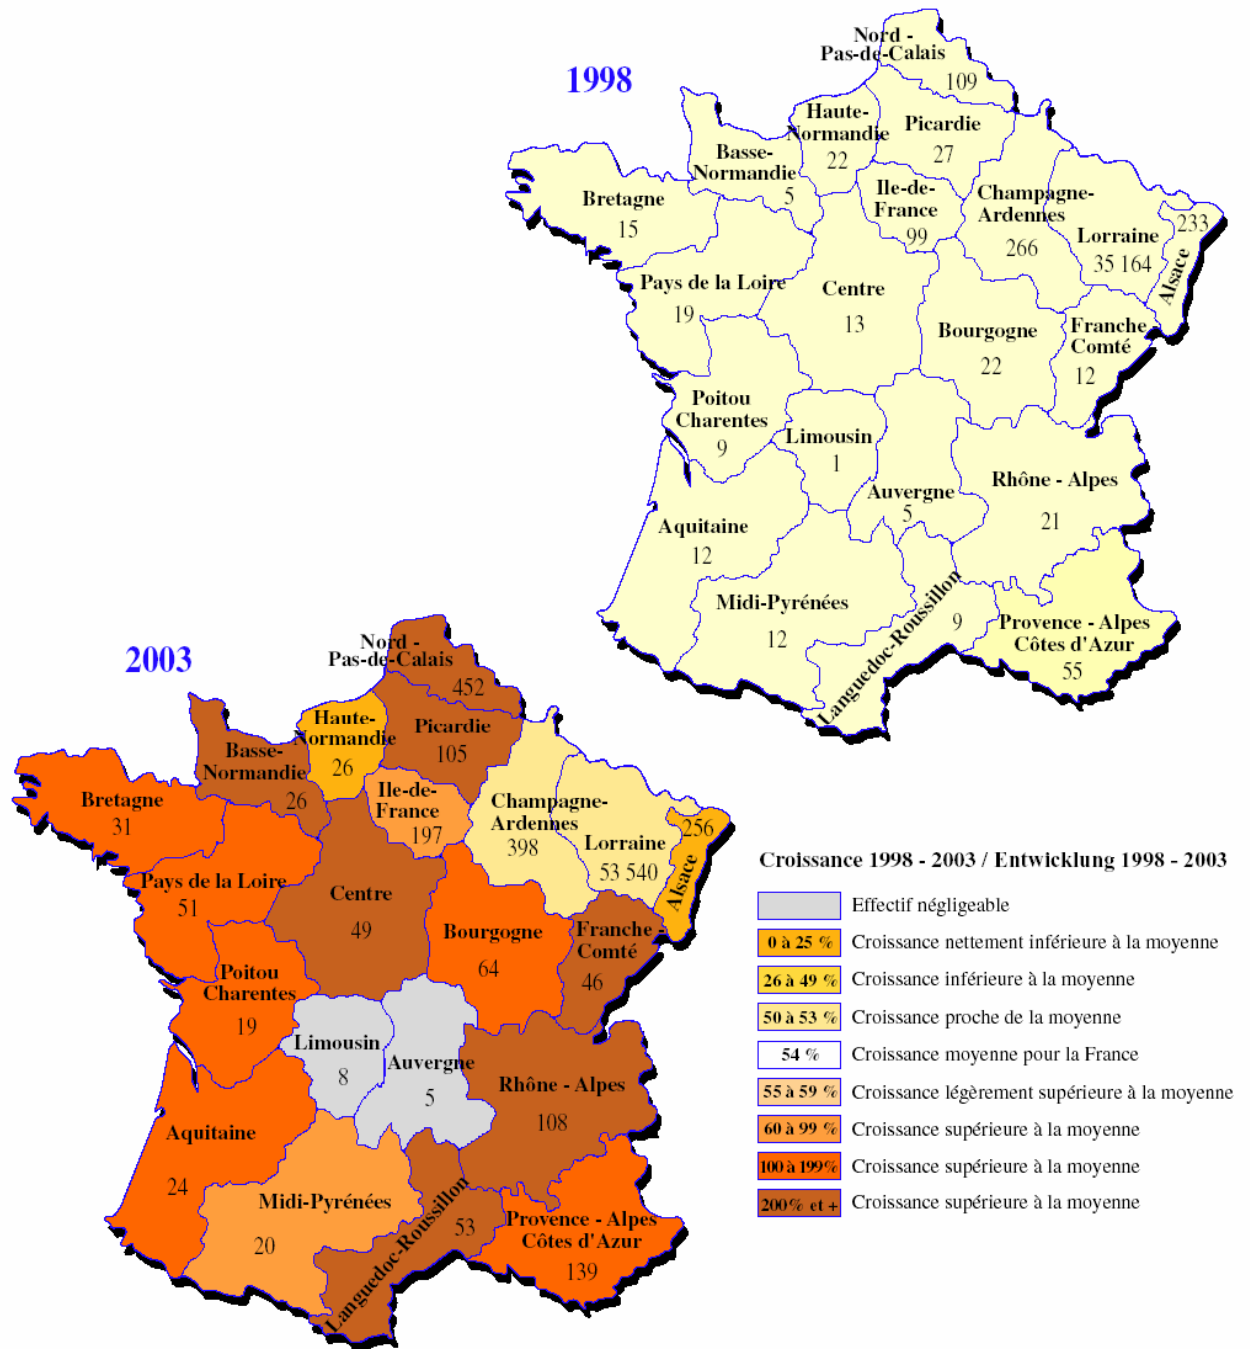 1998
Nord -
Pas-de-Calais
109
Haute-
Normandie
22
Picardie
27
Basse-
Normandie
5
Bretagne
15
Ile-de-
France
99
Champagne-
Ardennes
266
Lorraine
35 164
233
Alsace
Pays de la Loire
19
Centre
13
Bourgogne
22
Franche -
Comté
12
Poitou
Charentes
9
Limousin
1
Auvergne
5
Rhône - Alpes
21
Aquitaine
12
Midi-Pyrénées
12
Languedoc-Roussillon
9
Provence - Alpes
Côtes d'Azur
55
2003
Nord -
Pas-de-Calais
452
Haute-
Normandie
26
Picardie
105
Basse-
Normandie
26
Bretagne
31
Ile-de-
France
197
Champagne-
Ardennes
398
Lorraine
53 540
256
Alsace
Pays de la Loire
51
Centre
49
Bourgogne
64
Franche -
Comté
46
Poitou
Charentes
19
Limousin
8
Auvergne
5
Rhône - Alpes
108
Aquitaine
24
Midi-Pyrénées
20
Languedoc-Roussillon
53
Provence - Alpes
Côtes d'Azur
139
Croissance 1998 - 2003 / Entwicklung 1998 - 2003
Effectif négligeable
0 à 25 % Croissance nettement inférieure à la moyenne
26 à 49 % Croissance inférieure à la moyenne
50 à 53 % Croissance proche de la moyenne
54 % Croissance moyenne pour la France
55 à 59 % Croissance légèrement supérieure à la moyenne
60 à 99 % Croissance supérieure à la moyenne
100 à 199% Croissance supérieure à la moyenne
200% et + Croissance supérieure à la moyenne